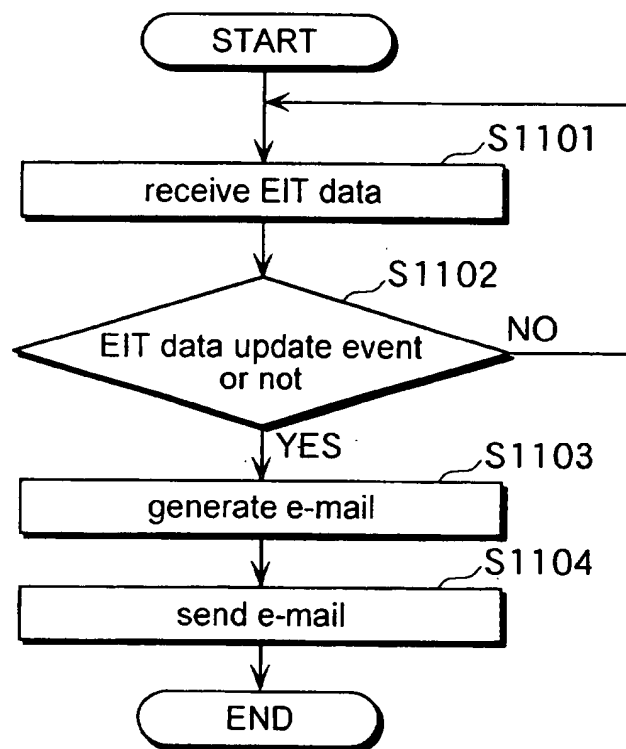 START
S1101
receive EIT data
S1102
EIT data update event
or not
NO
YES
S1103
generate e-mail
S1104
send e-mail
END